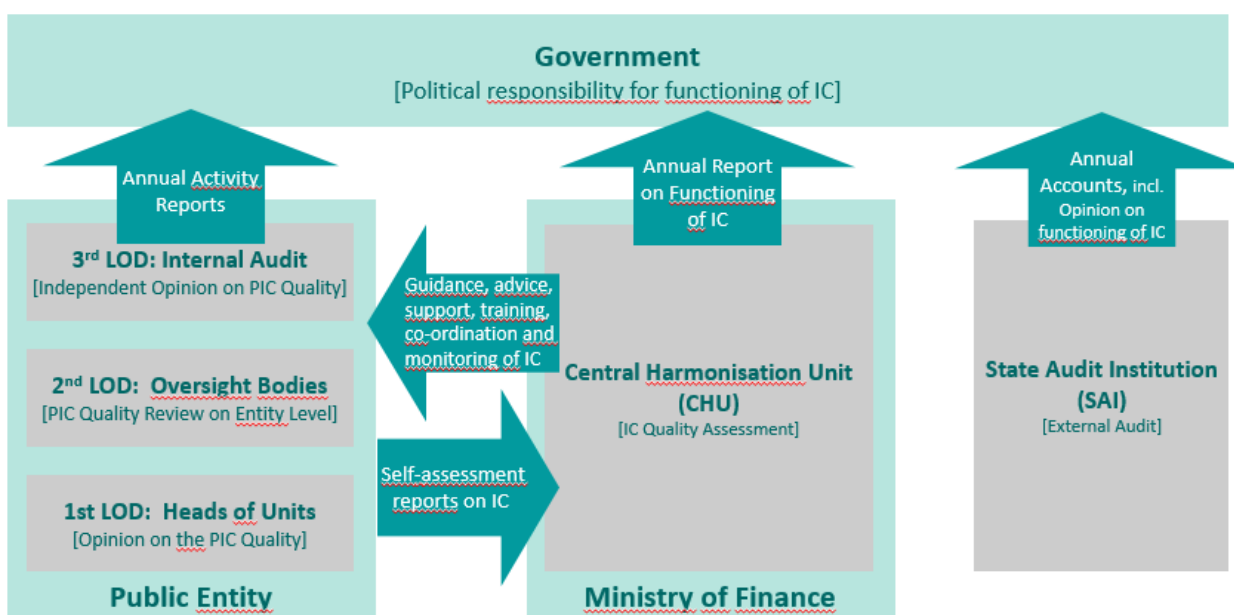 Government
[Political responsibility for functioning of IC]
Annual Activity
Reports
Annual Report
on Functioning
of IC
Annual
Accounts, incl.
Opinion on
functioning of IC
3rd LOD: Internal Audit
[Independent Opinion on PIC Quality]
2nd LOD: Oversight Bodies
[PIC Quality Review on Entity Level]
1st LOD: Heads of Units
[Opinion on the PIC Quality]
Public Entity
Guidance, advice,
support, training,
co-ordination and
monitoring of IC
Self-assessment
reports on IC
Central Harmonisation Unit
(CHU)
[IC Quality Assessment]
Ministry of Finance
State Audit Institution
(SAI)
[External Audit]